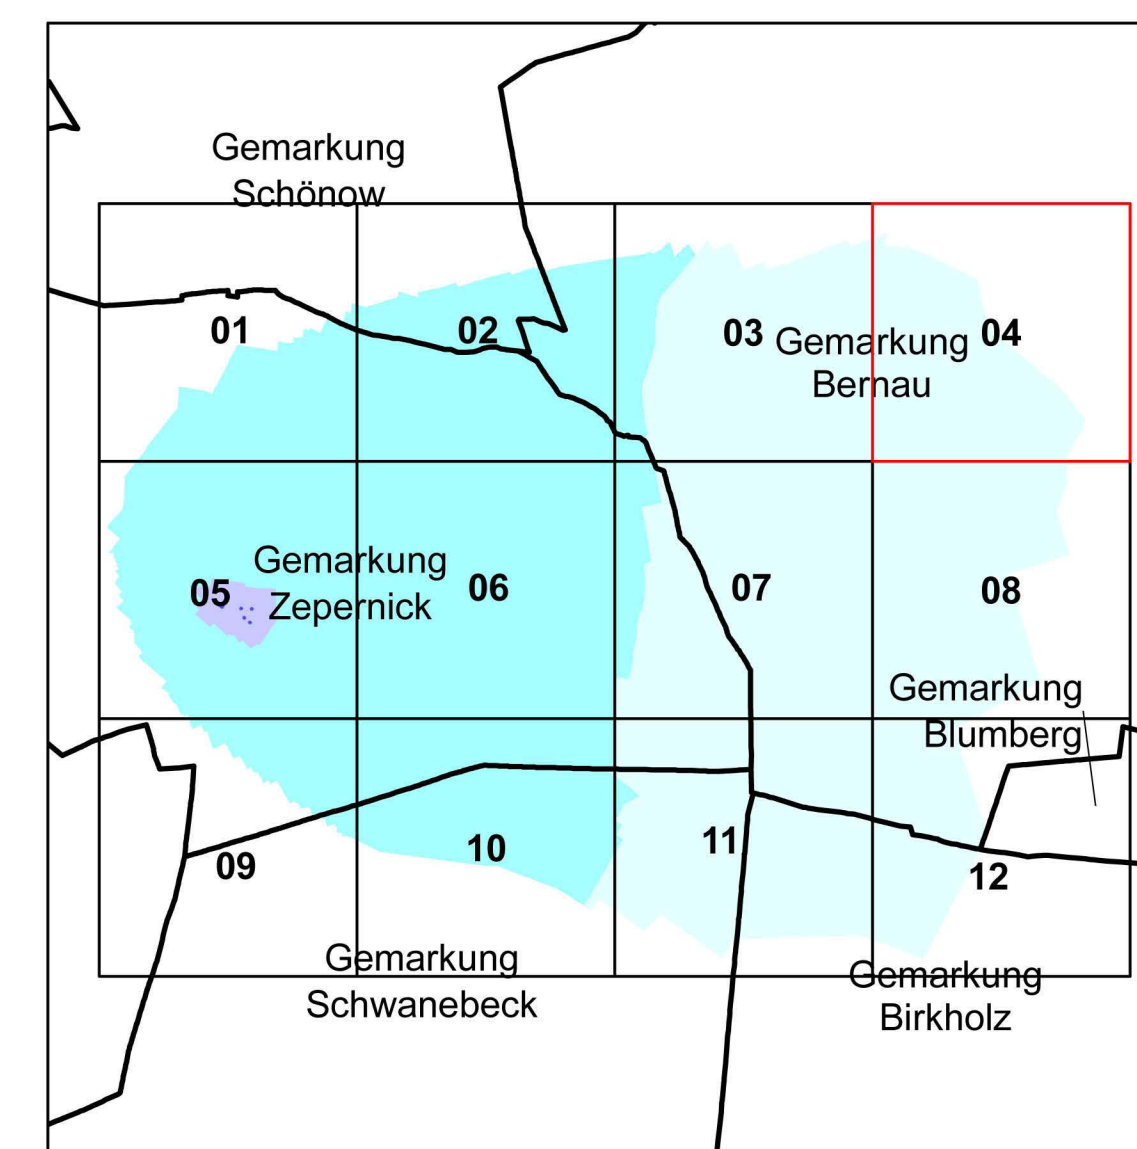 Gemarkung
Schönow
01
02
03
Gemarkung
Bernau
04
05
Gemarkung
Zepernick
06
07
08
Gemarkung
Blumberg
09
10
11
12
Gemarkung
Schwanebeck
Gemarkung
Birkholz